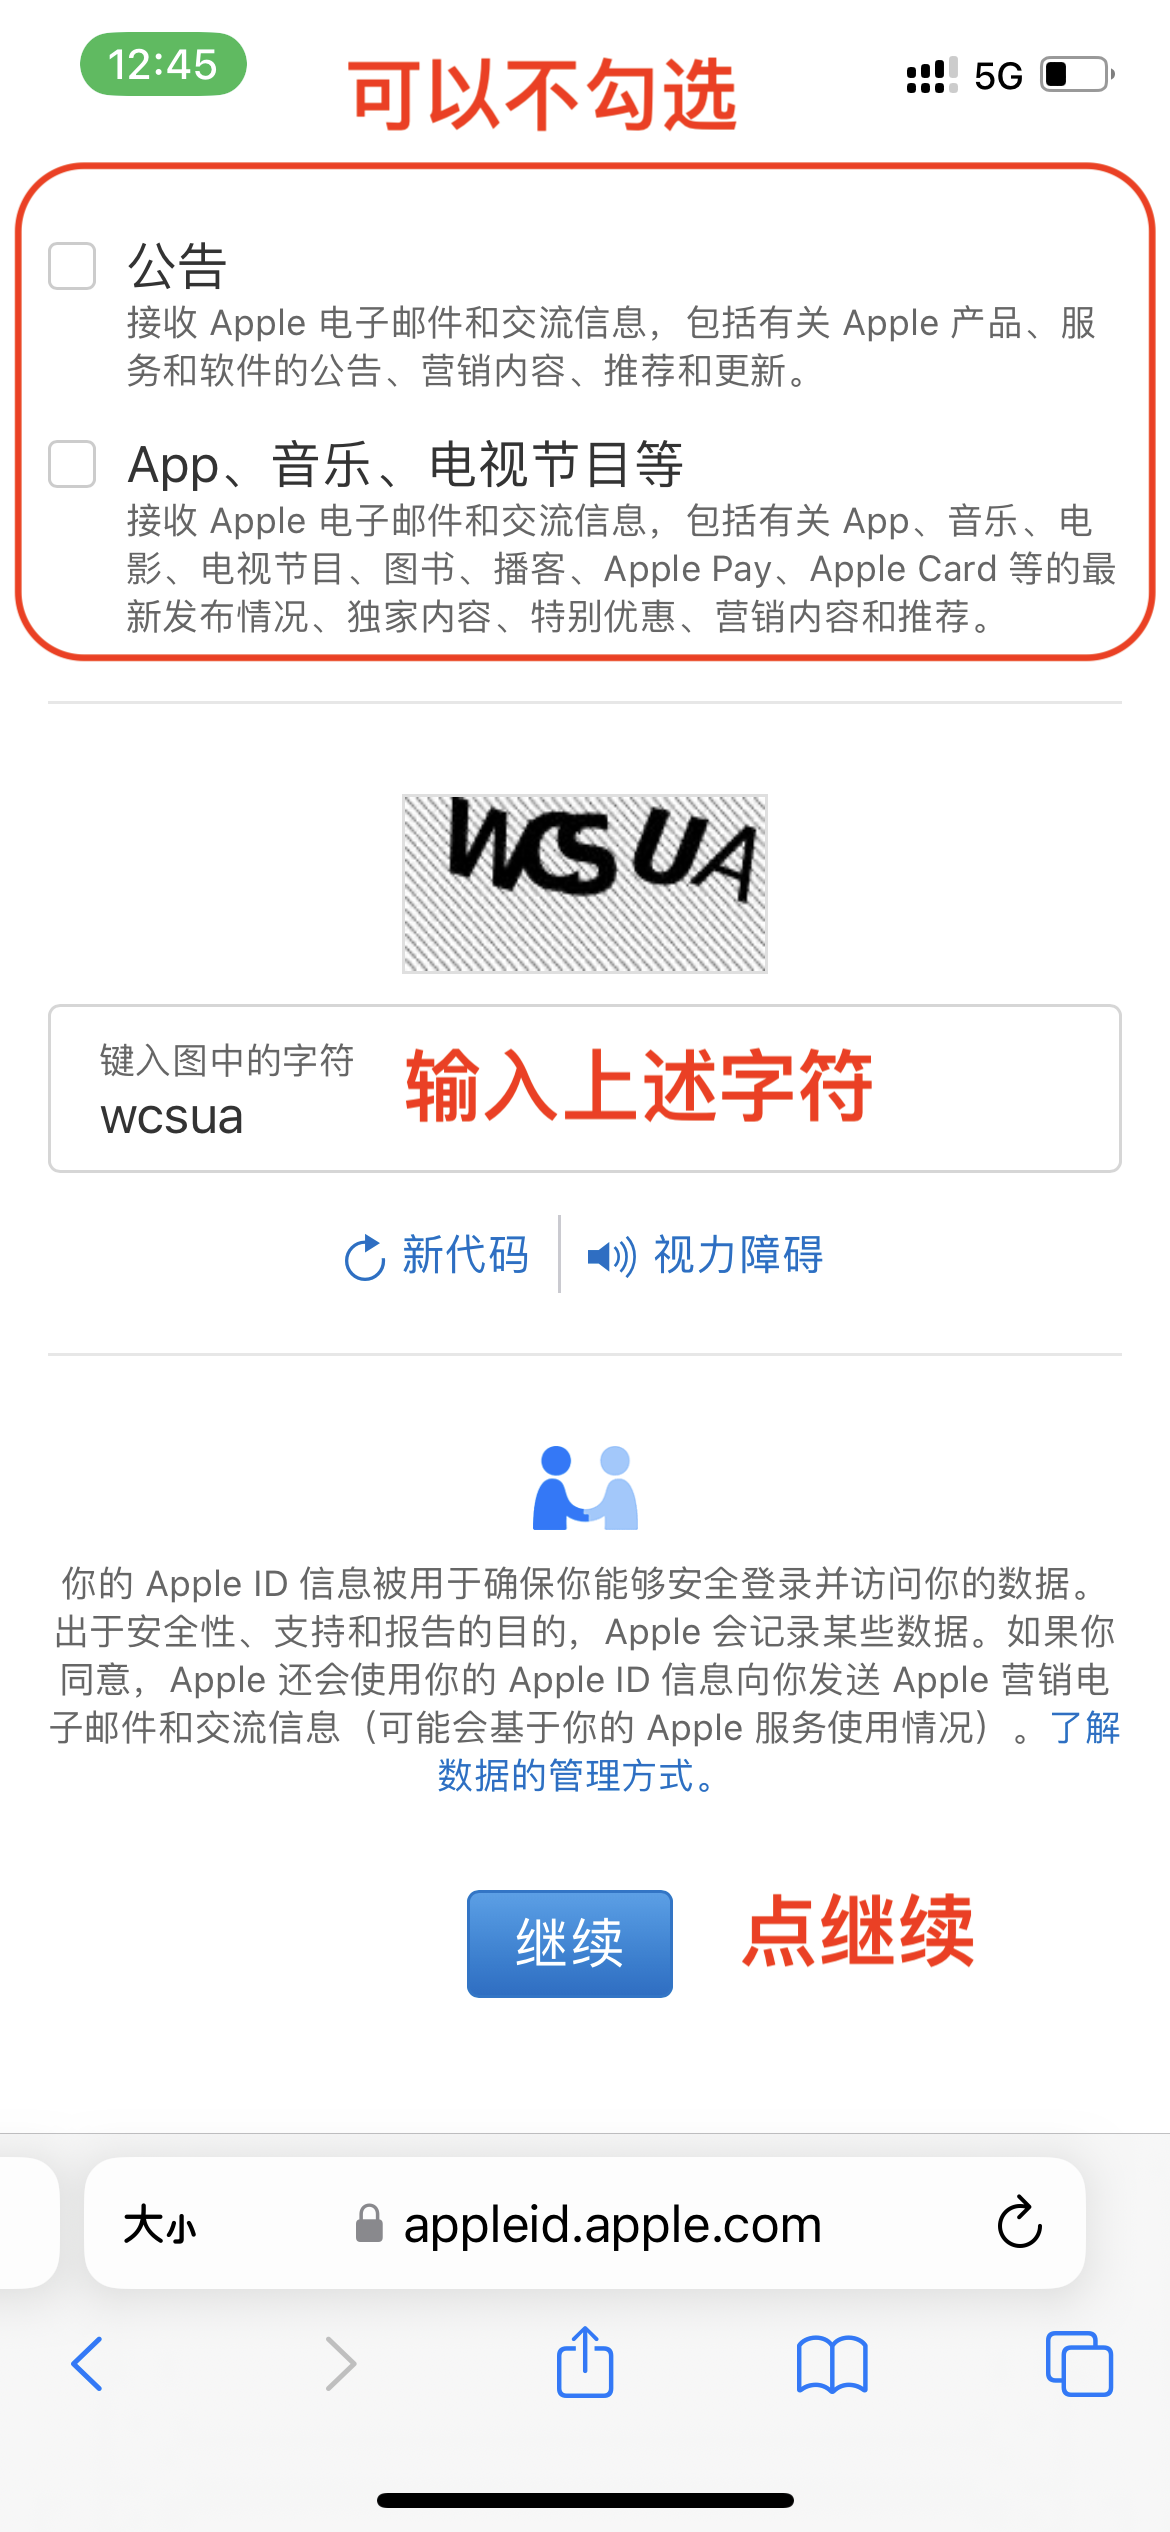 12:45
可以不勾选
5G
公告
接收 Apple 电子邮件和交流信息，包括有关 Apple 产品、服
务和软件的公告、营销内容、推荐和更新。
App、音乐、电视节目等
接收 Apple 电子邮件和交流信息，包括有关 App、音乐、电
影、电视节目、图书、播客、Apple Pay、Apple Card 等的最
新发布情况、独家内容、特别优惠、营销内容和推荐。
WCSUA
键入图中的字符
wcsua
输入上述字符
新代码
视力障碍
你的 Apple ID 信息被用于确保你能够安全登录并访问你的数据。
出于安全性、支持和报告的目的，Apple 会记录某些数据。如果你
同意，Apple 还会使用你的 Apple ID 信息向你发送 Apple 营销电
子邮件和交流信息（可能会基于你的 Apple 服务使用情况）。了解
数据的管理方式。
继续
点继续
大小
appleid.apple.com